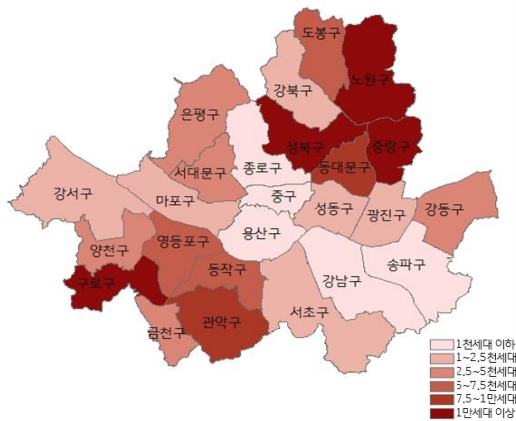 도봉구
노원구
강북구
은평구
성북구
중랑구
서대문구
종로구
동대문구
강서구
마포구
중구
성동구
광진구
강동구
양천구
영등포구
용산구
송파구
구로구
동작구
강남구
금천구
관악구
서초구
1천세대 이하
1~2,5천세대
2,5~5천세대
5~7,5천세대
7,5~1만세대
1만세대 이상